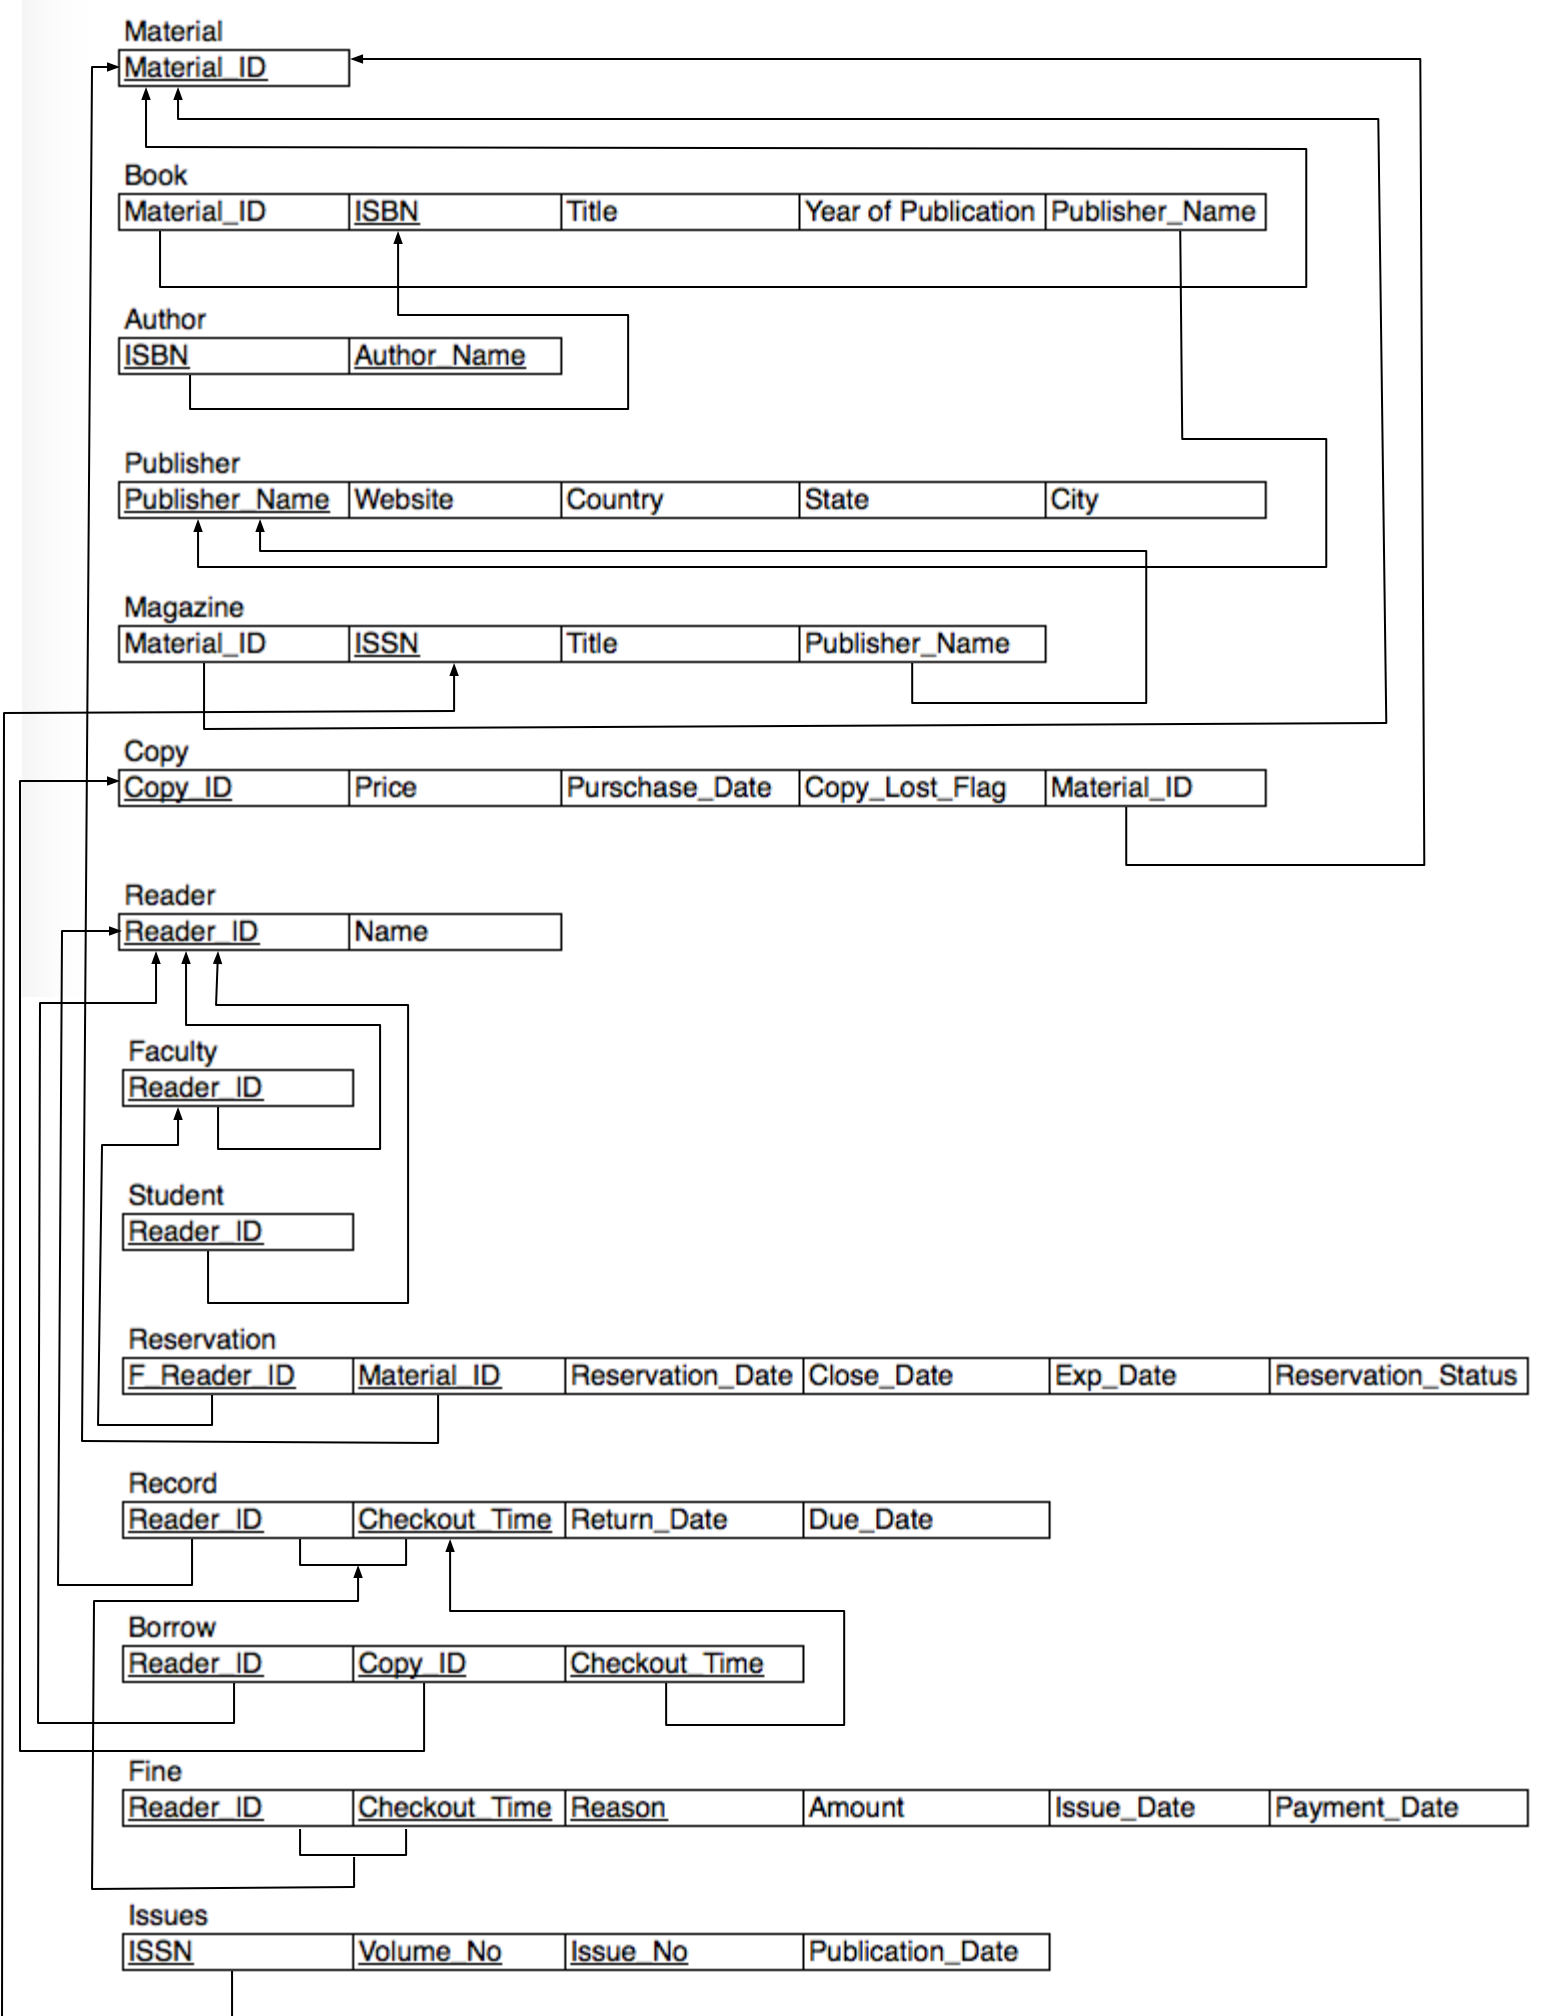 Material
Material_ID
Book
Material_ID ISBN Title Year of Publication Publisher_Name
Author
ISBN Author_Name
Publisher
Publisher_Name Website Country State City
Magazine
Material_ID ISSN Title Publisher_Name
Copy
Copy_ID Price Purschase_Date Copy_Lost_Flag Material_ID
Reader
Reader_ID Name
Faculty
Reader_ID
Student
Reader_ID
Reservation
F_Reader_ID Material_ID Reservation_Date Close_Date Exp_Date Reservation_Status
Record
Reader_ID Checkout_Time Return_Date Due_Date
Borrow
Reader_ID Copy_ID Checkout_Time
Fine
Reader_ID Checkout_Time Reason Amount Issue_Date Payment_Date
Issues
ISSN Volume_No Issue_No Publication_Date